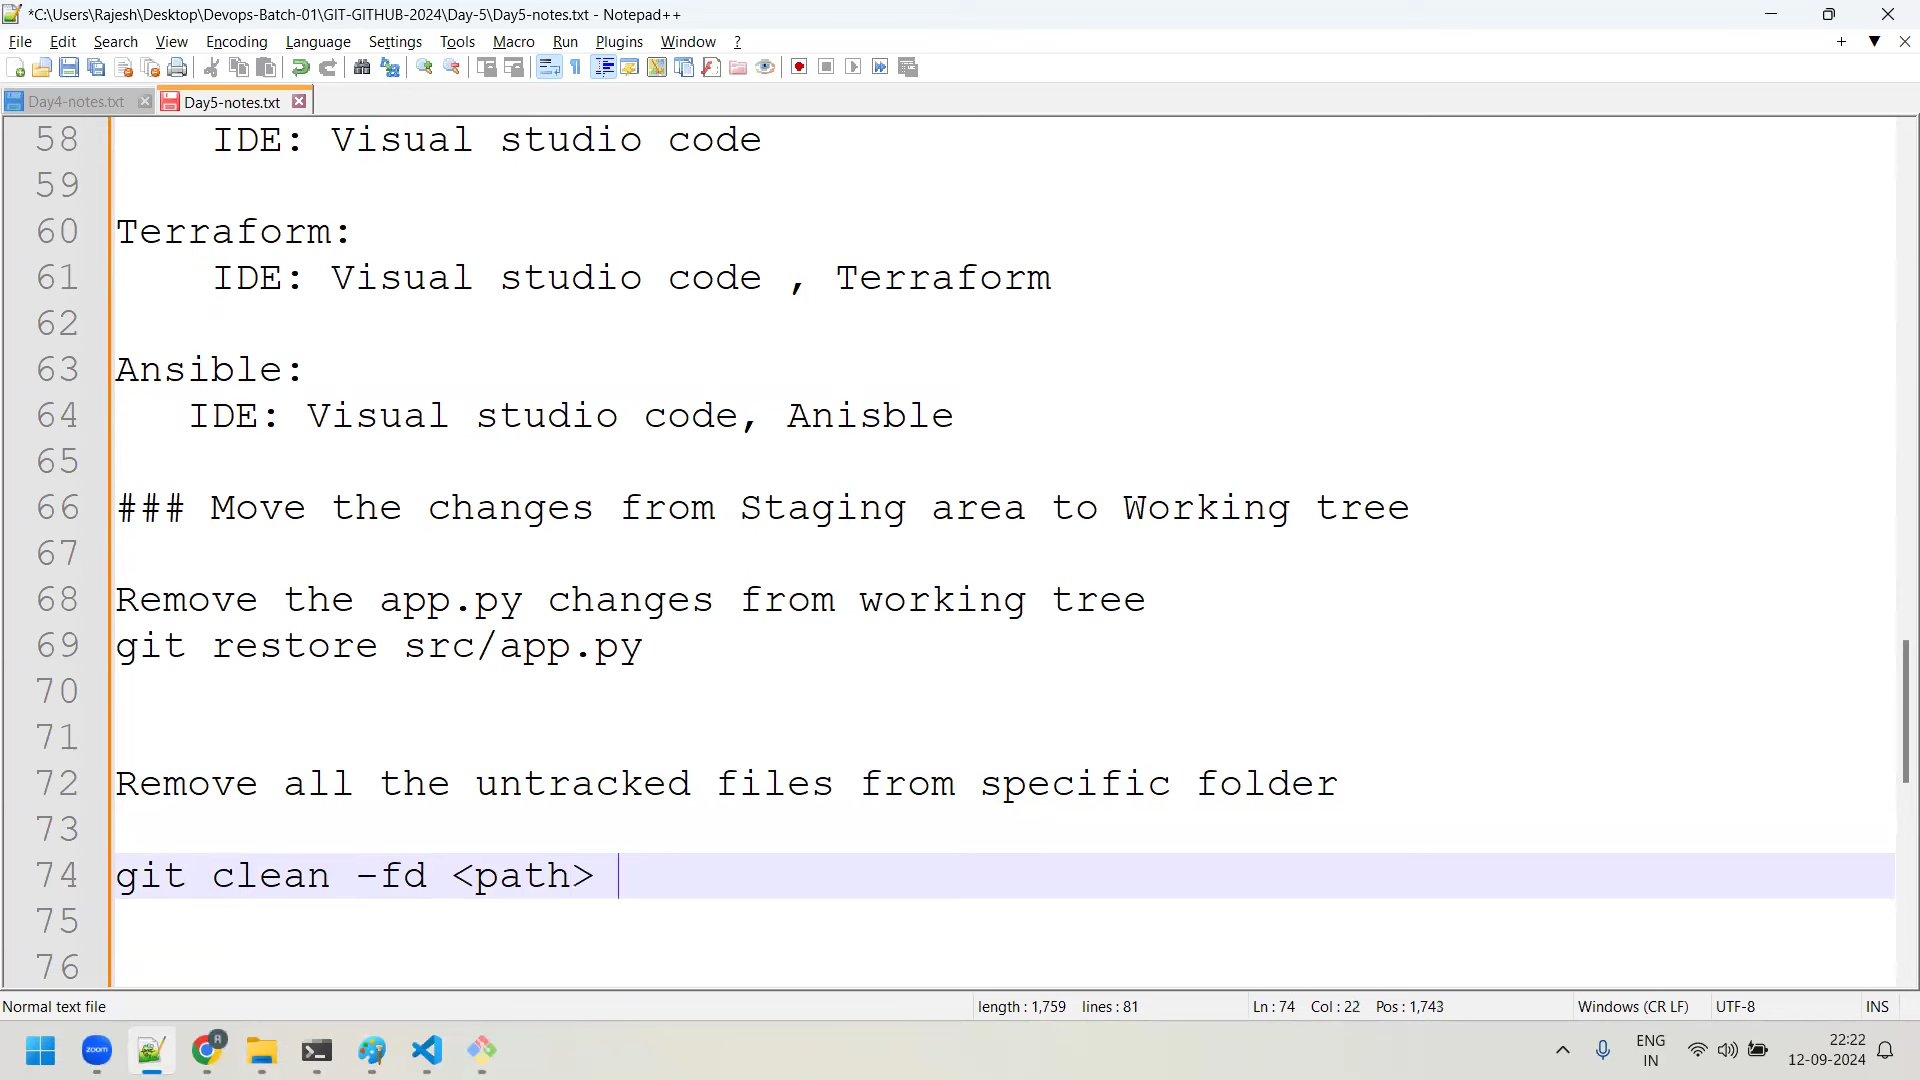 *C:\Users\Rajesh\Desktop\Devops-Batch-01\GIT-GITHUB-2024\Day-5\Day5-notes.txt - Notepad++
File Edit Search View Encoding Language Settings Tools Macro Run Plugins Window ?
Day4-notes.txt Day5-notes.txt
58 IDE: Visual studio code
59
60 Terraform:
61 IDE: Visual studio code , Terraform
62
63 Ansible:
64 IDE: Visual studio code, Anisble
65
66 ### Move the changes from Staging area to Working tree
67
68 Remove the app.py changes from working tree
69 git restore src/app.py
70
71
72 Remove all the untracked files from specific folder
73
74 git clean -fd <path>
75
76
Normal text file length : 1,759 lines : 81 Ln : 74 Col : 22 Pos : 1,743 Windows (CR LF) UTF-8 INS
zoom R ENG 22:22
IN 12-09-2024